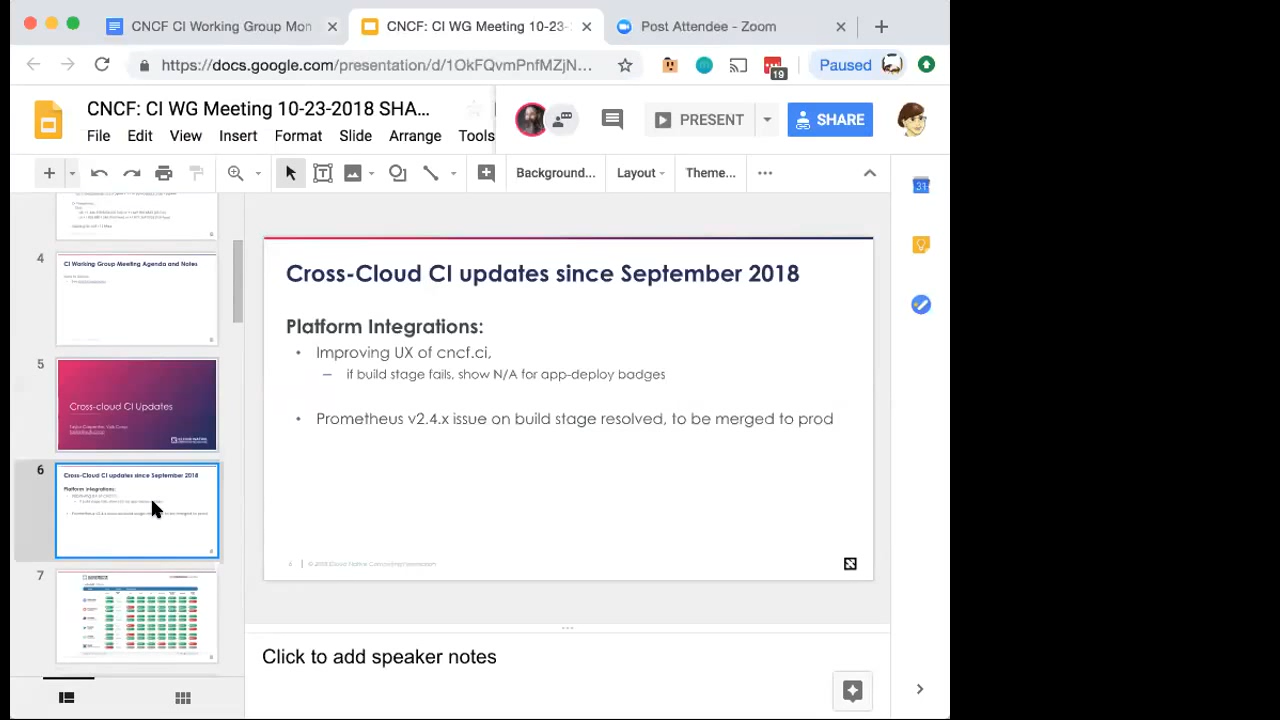 CNCF CI Working Group Mon
CNCF: CI WG Meeting 10-23-
Post Attendee - Zoom
https://docs.google.com/presentation/d/1OkFQvmPnfMZjN...
19
Paused
CNCF: CI WG Meeting 10-23-2018 SHA...
File Edit View Insert Format Slide Arrange Tools
PRESENT
SHARE
Background... Layout Theme...
31
4
CI Working Group Meeting Agenda and Notes
5
Cross-cloud CI Updates
6
Cross-Cloud CI updates since September 2018
Platform Integrations:
7
Cross-Cloud CI updates since September 2018
Platform Integrations:
• Improving UX of cncf.ci,
– if build stage fails, show N/A for app-deploy badges
• Prometheus v2.4.x issue on build stage resolved, to be merged to prod
6
Click to add speaker notes